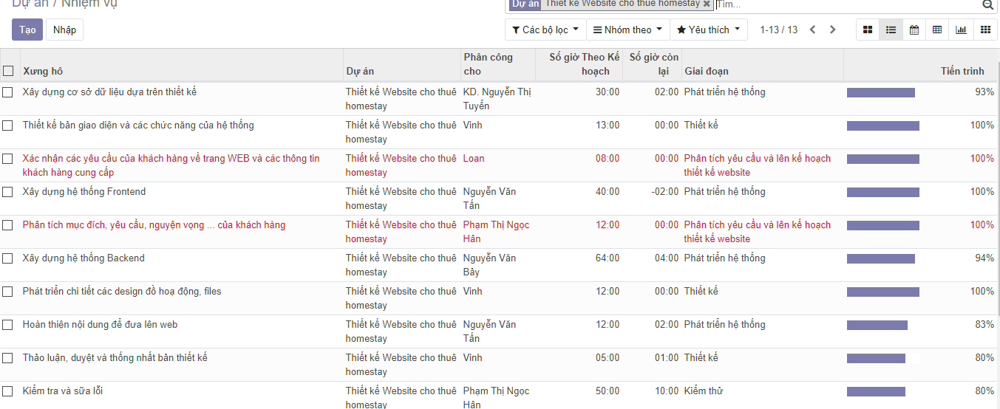 Dự án / Nhiệm vụ
Dự án Thiết kế Website cho thuê homestay × Tìm...
Tạo Nhập Các bộ lọc Nhóm theo Yêu thích 1-13 / 13
Xưng hô Dự án Phân công cho Số giờ Theo Kế hoạch Số giờ còn lại Giai đoạn Tiến trình
Xây dựng cơ sở dữ liệu dựa trên thiết kế Thiết kế Website cho thuê KD. Nguyễn Thị 30:00 02:00 Phát triển hệ thống 93%
homestay Tuyển
Thiết kế bản giao diện và các chức năng của hệ thống Thiết kế Website cho thuê Vinh 13:00 00:00 Thiết kế 100%
homestay
Xác nhận các yêu cầu của khách hàng về trang WEB và các thông tin Thiết kế Website cho thuê Loan 08:00 00:00 Phân tích yêu cầu và lên kế hoạch 100%
khách hàng cung cấp homestay thiết kế website
Xây dựng hệ thống Frontend Thiết kế Website cho thuê Nguyễn Văn 40:00 -02:00 Phát triển hệ thống 100%
homestay Tấn
Phân tích mục đích, yêu cầu, nguyện vọng ... của khách hàng Thiết kế Website cho thuê Phạm Thị Ngọc 12:00 00:00 Phân tích yêu cầu và lên kế hoạch 100%
homestay Hân thiết kế website
Xây dựng hệ thống Backend Thiết kế Website cho thuê Nguyễn Văn 64:00 04:00 Phát triển hệ thống 94%
homestay Bảy
Phát triển chi tiết các design đồ hoạ động, files Thiết kế Website cho thuê Vinh 12:00 00:00 Thiết kế 100%
homestay
Hoàn thiện nội dung để đưa lên web Thiết kế Website cho thuê Nguyễn Văn 12:00 02:00 Phát triển hệ thống 83%
homestay Tấn
Thảo luận, duyệt và thống nhất bản thiết kế Thiết kế Website cho thuê Vinh 05:00 01:00 Thiết kế 80%
homestay
Kiểm tra và sữa lỗi Thiết kế Website cho thuê Phạm Thị Ngọc 50:00 10:00 Kiểm thử 80%
homestay Hân